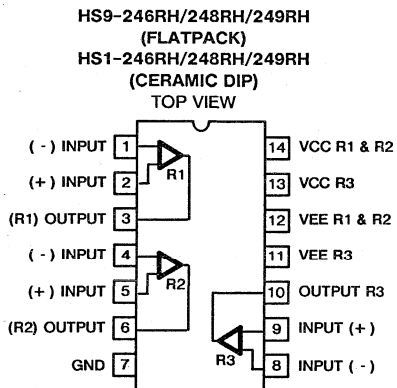 HS9-246RH/248RH/249RH
(FLATPACK)
HS1-246RH/248RH/249RH
(CERAMIC DIP)
TOP VIEW
(-) INPUT 1
(+) INPUT 2
(R1) OUTPUT 3
(-) INPUT 4
(+) INPUT 5
(R2) OUTPUT 6
GND 7
R1
R2
R3
14 VCC R1 & R2
13 VCC R3
12 VEE R1 & R2
11 VEE R3
10 OUTPUT R3
9 INPUT (+)
8 INPUT (-)